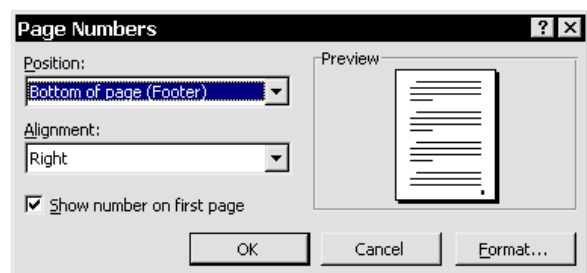 Page Numbers
Position:
Bottom of page (Footer)
Alignment:
Right
Show number on first page
Preview
OK
Cancel
Format...